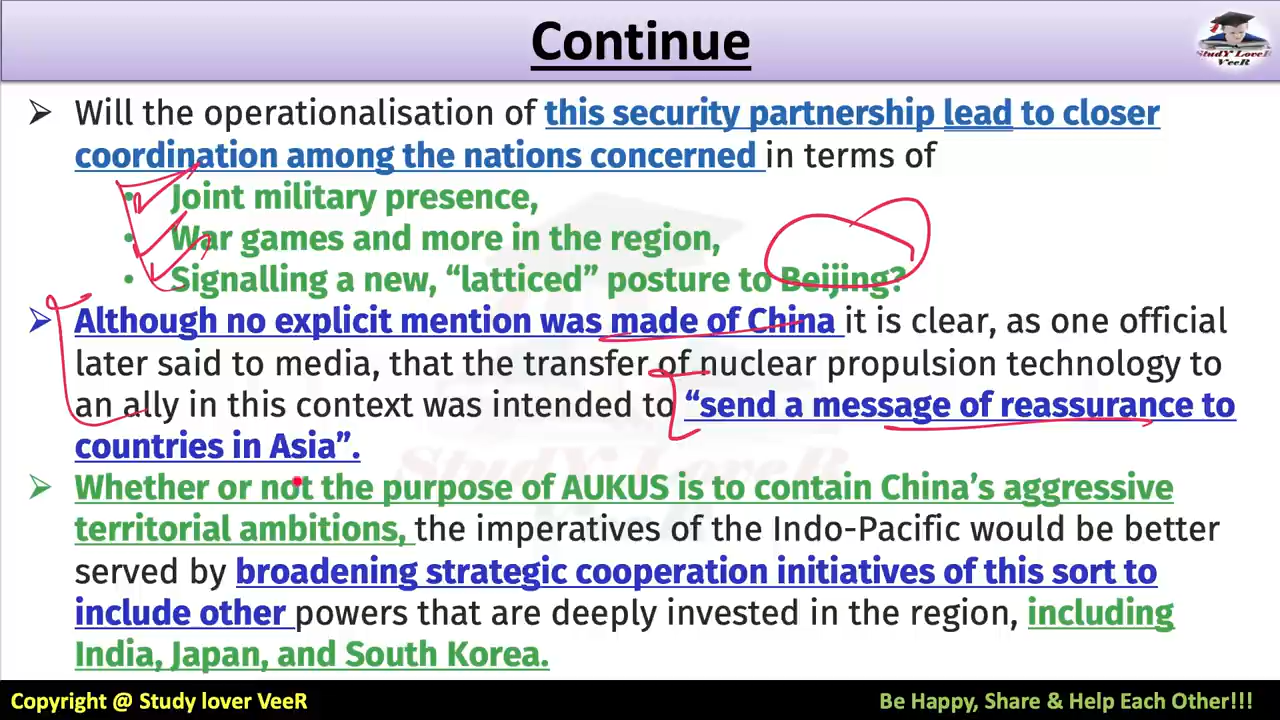 Continue
StudY LoveR
VeeR
➢ Will the operationalisation of this security partnership lead to closer
coordination among the nations concerned in terms of
• Joint military presence,
• War games and more in the region,
• Signalling a new, “latticed” posture to Beijing?
➢ Although no explicit mention was made of China it is clear, as one official
later said to media, that the transfer of nuclear propulsion technology to
an ally in this context was intended to “send a message of reassurance to
countries in Asia”.
➢ Whether or not the purpose of AUKUS is to contain China’s aggressive
territorial ambitions, the imperatives of the Indo-Pacific would be better
served by broadening strategic cooperation initiatives of this sort to
include other powers that are deeply invested in the region, including
India, Japan, and South Korea.
StudY LoveR
VeeR
Copyright @ Study lover VeeR
Be Happy, Share & Help Each Other!!!